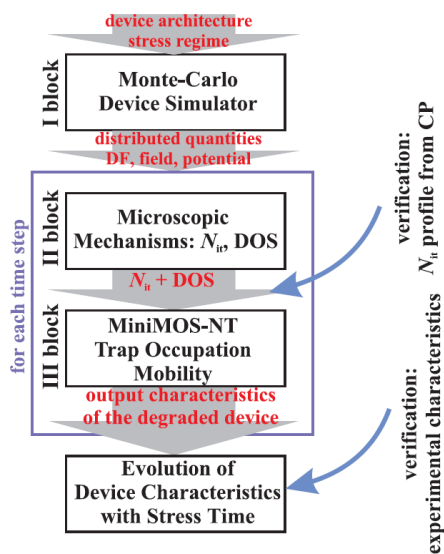 device architecture
stress regime
I block
Monte-Carlo
Device Simulator
distributed quantities
DF, field, potential
for each time step
II block
Microscopic
Mechanisms: Nit, DOS
Nit + DOS
III block
MiniMOS-NT
Trap Occupation
Mobility
output characteristics
of the degraded device
Evolution of
Device Characteristics
with Stress Time
verification:
Nit profile from CP
verification:
experimental characteristics